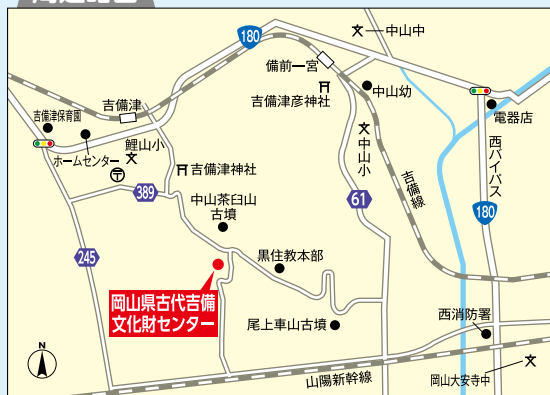 180
中山中
備前一宮
吉備津彦神社
中山幼
電器店
吉備津
吉備津保育園
ホームセンター
鯉山小
中山小
西バイパス
吉備線
吉備津神社
389
61
180
中山茶臼山
古墳
245
黒住教本部
岡山県古代吉備
文化財センター
尾上車山古墳
西消防署
山陽新幹線
岡山大安寺中
N